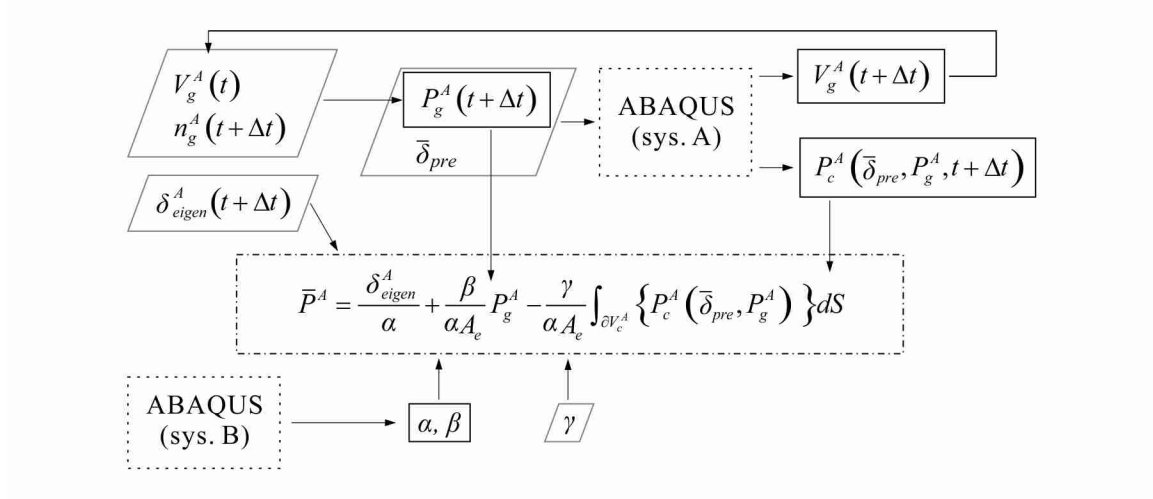 V_g^A(t)
n_g^A(t+Δt)
P_g^A(t+Δt)
δ̅_pre
ABAQUS
(sys. A)
V_g^A(t+Δt)
P_c^A(δ̅_pre, P_g^A, t+Δt)
δ_eigen^A(t+Δt)
P̅^A = δ_eigen^A/α + β/(αA_e) P_g^A − γ/(αA_e) ∫_∂V_c^A {P_c^A(δ̅_pre, P_g^A)}dS
ABAQUS
(sys. B)
α, β
γ